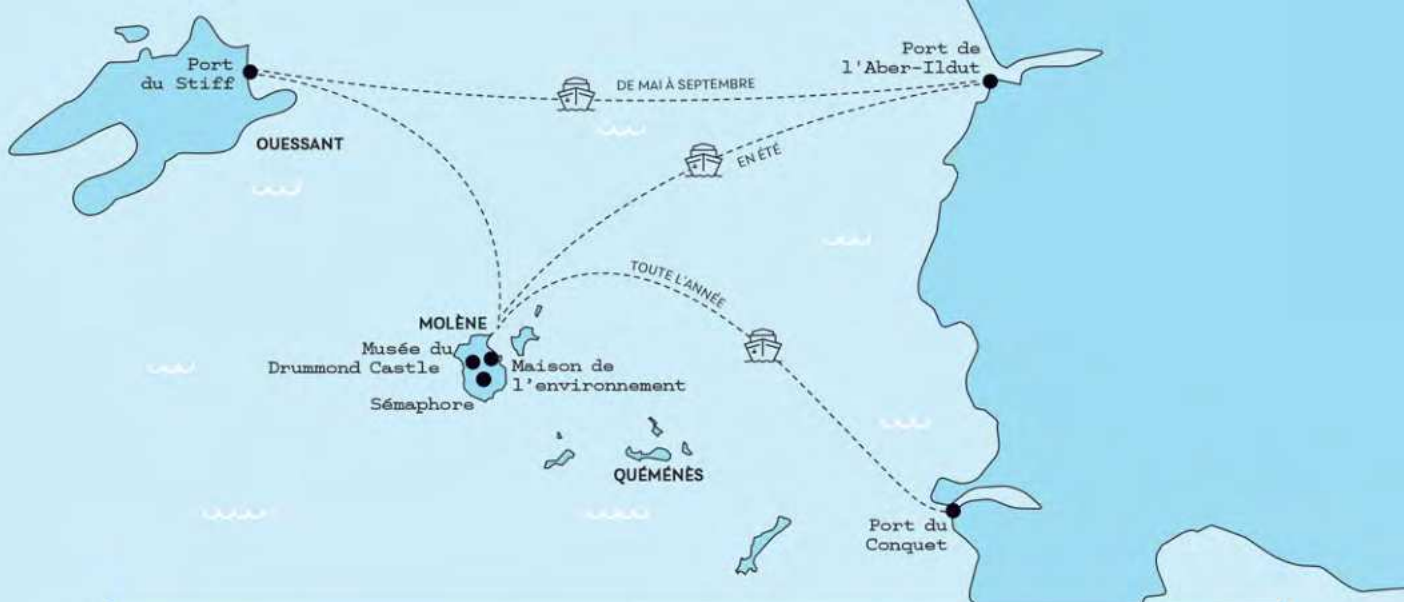 Port
du Stiff
OUESSANT
DE MAI À SEPTEMBRE
Port de
l'Aber-Ildut
EN ÉTÉ
TOUTE L'ANNÉE
MOLÈNE
Musée du
Drummond Castle
Maison de
l'environnement
Sémaphore
QUÉMÉNÈS
Port du
Conquet